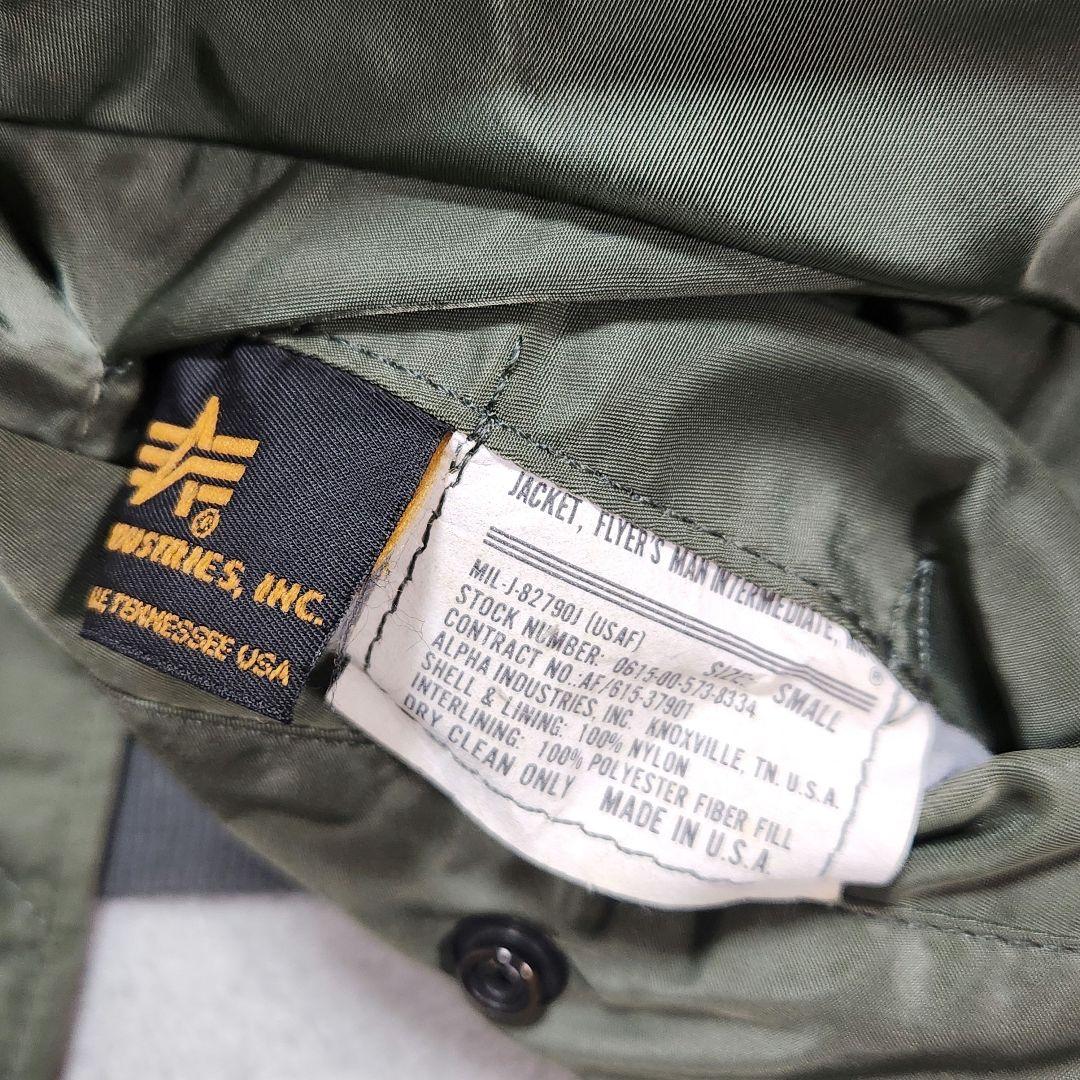 ®
INDUSTRIES, INC.
TENNESSEE USA
JACKET, FLYER'S MAN INTERMEDIATE,
MIL-J-8279OJ (USAF) SIZE: SMALL ®
STOCK NUMBER: 0615-00-573-8334
CONTRACT NO.:AF/615-37901
ALPHA INDUSTRIES, INC. KNOXVILLE, TN. U.S.A.
SHELL & LINING: 100% NYLON
INTERLINING: 100% POLYESTER FIBER FILL
DRY CLEAN ONLY MADE IN U.S.A.